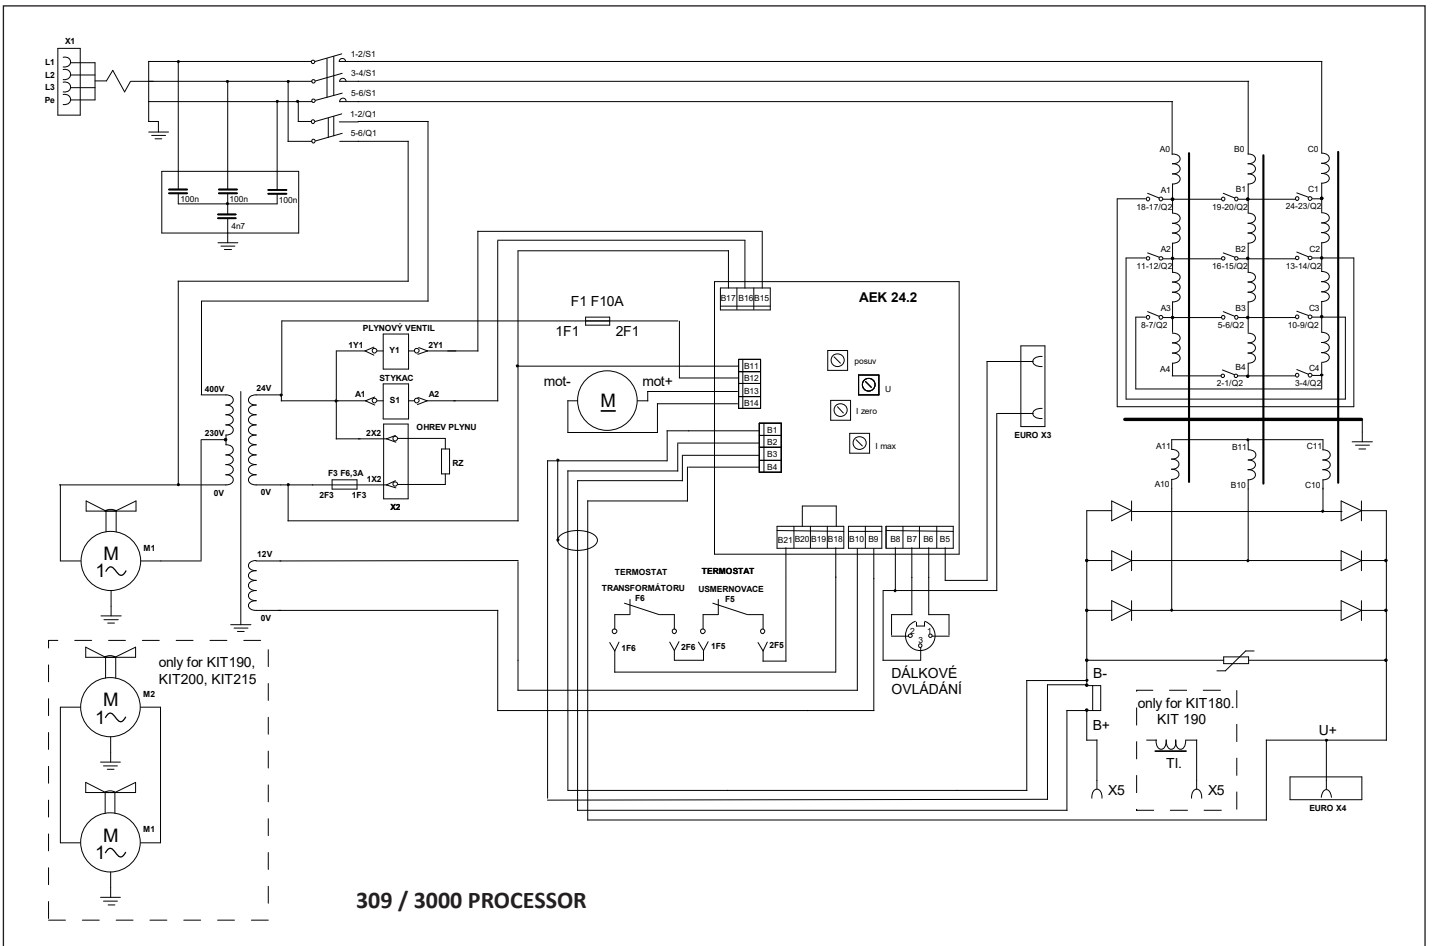 X1
L1
L2
L3
Pe
1-2/S1
3-4/S1
5-6/S1
1-2/Q1
5-6/Q1
100n
100n
100n
4n7
A0
B0
C0
A1
B1
C1
18-17/Q2
19-20/Q2
24-23/Q2
A2
B2
C2
11-12/Q2
16-15/Q2
13-14/Q2
A3
B3
C3
8-7/Q2
5-6/Q2
10-9/Q2
A4
B4
C4
2-1/Q2
3-4/Q2
A11
B11
C11
A10
B10
C10
B17
B16
B15
AEK 24.2
F1 F10A
1F1
2F1
PLYNOVÝ VENTIL
1Y1
Y1
2Y1
STYKAC
A1
S1
A2
OHREV PLYNU
2X2
RZ
F3 F6,3A
1X2
2F3
1F3
X2
400V
24V
230V
0V
0V
12V
0V
mot-
M
mot+
B11
B12
B13
B14
B1
B2
B3
B4
posuv
U
I zero
I max
EURO X3
B21
B20
B19
B18
B10
B9
B8
B7
B6
B5
TERMOSTAT
TRANSFORMÁTORU
F6
TERMOSTAT
USMERNOVACE
F5
1F6
2F6
1F5
2F5
2
1
3
DÁLKOVÉ
OVLÁDÁNÍ
M
1
M1
only for KIT190,
KIT200, KIT215
M
1
M2
M
1
M1
B-
B+
X5
only for KIT180.
KIT 190
TI.
X5
U+
EURO X4
309 / 3000 PROCESSOR